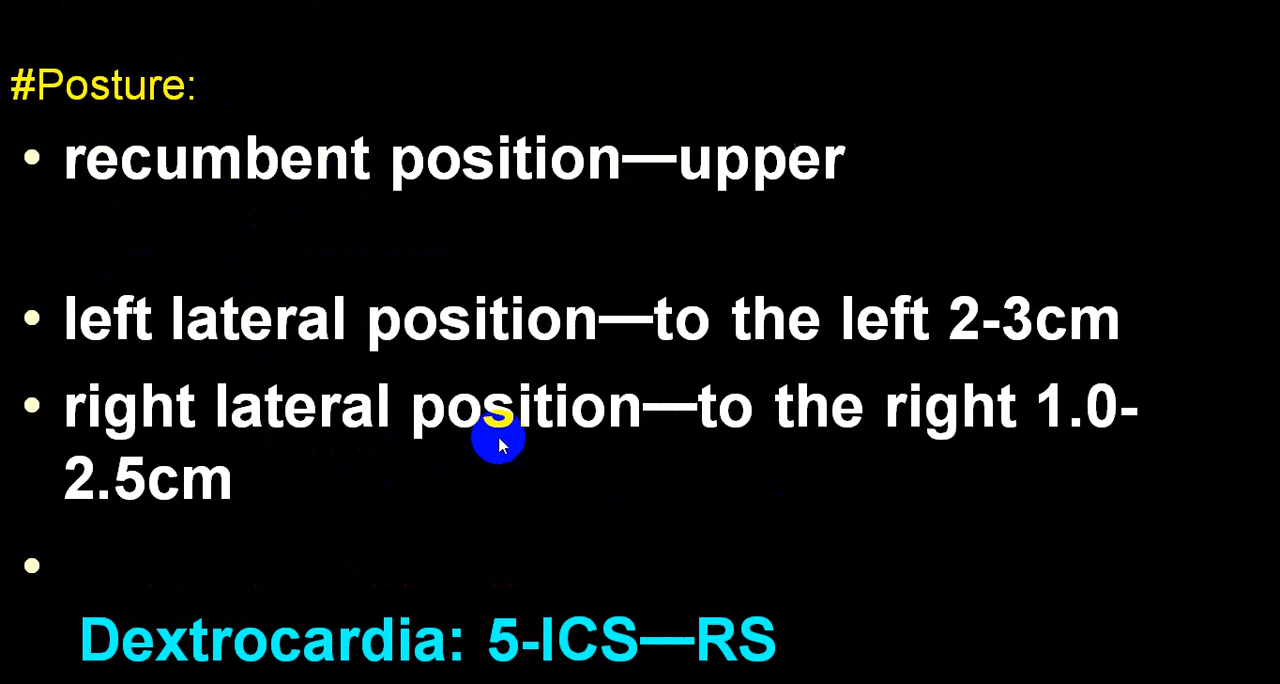 #Posture:
• recumbent position—upper
• left lateral position—to the left 2-3cm
• right lateral position—to the right 1.0-
2.5cm
•
Dextrocardia: 5-ICS—RS